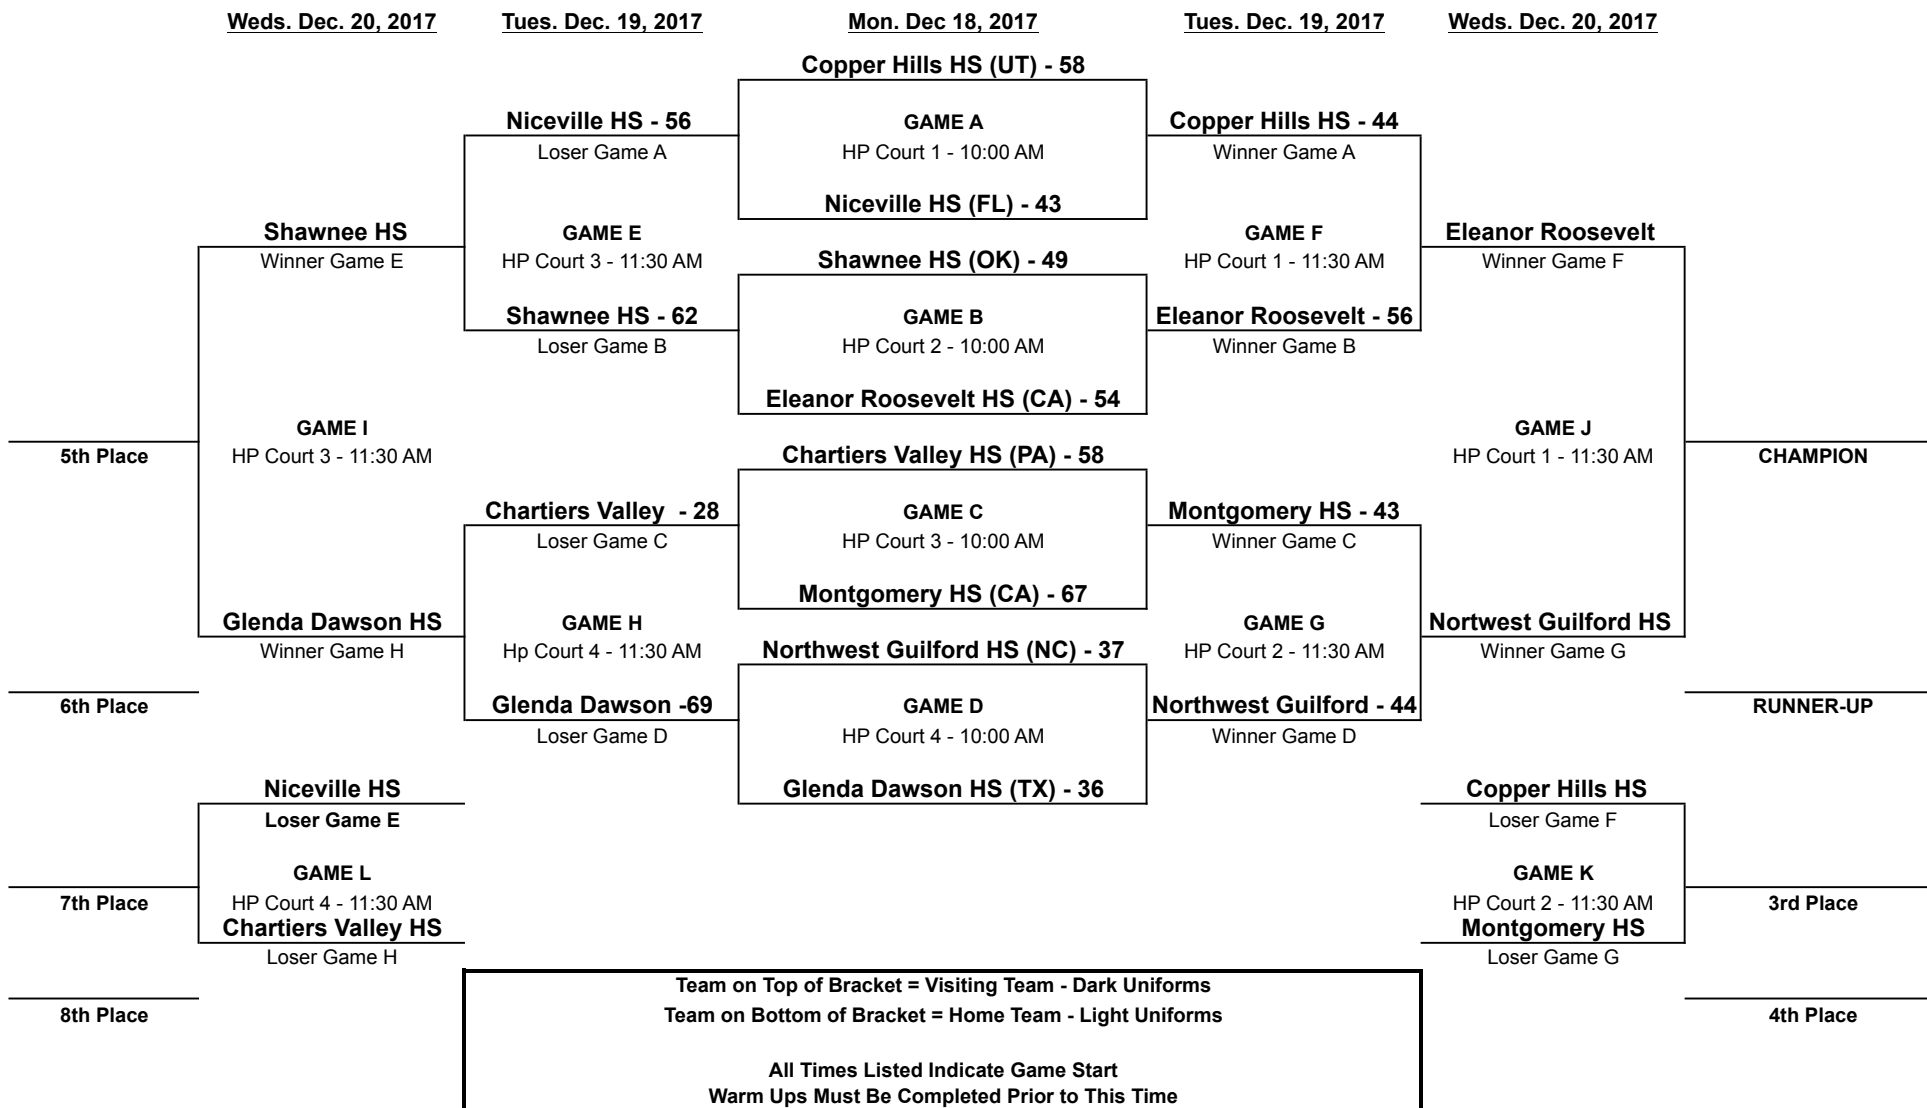 Weds. Dec. 20, 2017
Tues. Dec. 19, 2017
Mon. Dec 18, 2017
Tues. Dec. 19, 2017
Weds. Dec. 20, 2017
Copper Hills HS (UT) - 58
Niceville HS - 56
GAME A
Copper Hills HS - 44
Loser Game A
HP Court 1 - 10:00 AM
Winner Game A
Niceville HS (FL) - 43
Shawnee HS
GAME E
GAME F
Eleanor Roosevelt
Winner Game E
HP Court 3 - 11:30 AM
Shawnee HS (OK) - 49
HP Court 1 - 11:30 AM
Winner Game F
Shawnee HS - 62
GAME B
Eleanor Roosevelt - 56
Loser Game B
HP Court 2 - 10:00 AM
Winner Game B
Eleanor Roosevelt HS (CA) - 54
GAME I
GAME J
5th Place
HP Court 3 - 11:30 AM
Chartiers Valley HS (PA) - 58
HP Court 1 - 11:30 AM
CHAMPION
Chartiers Valley  - 28
GAME C
Montgomery HS - 43
Loser Game C
HP Court 3 - 10:00 AM
Winner Game C
Montgomery HS (CA) - 67
Glenda Dawson HS
GAME H
GAME G
Nortwest Guilford HS
Winner Game H
Hp Court 4 - 11:30 AM
Northwest Guilford HS (NC) - 37
HP Court 2 - 11:30 AM
Winner Game G
6th Place
Glenda Dawson -69
GAME D
Northwest Guilford - 44
RUNNER-UP
Loser Game D
HP Court 4 - 10:00 AM
Winner Game D
Niceville HS
Glenda Dawson HS (TX) - 36
Copper Hills HS
Loser Game E
Loser Game F
GAME L
GAME K
7th Place
HP Court 4 - 11:30 AM
HP Court 2 - 11:30 AM
3rd Place
Chartiers Valley HS
Montgomery HS
Loser Game H
Loser Game G
Team on Top of Bracket = Visiting Team - Dark Uniforms
8th Place
Team on Bottom of Bracket = Home Team - Light Uniforms
4th Place
All Times Listed Indicate Game Start
Warm Ups Must Be Completed Prior to This Time